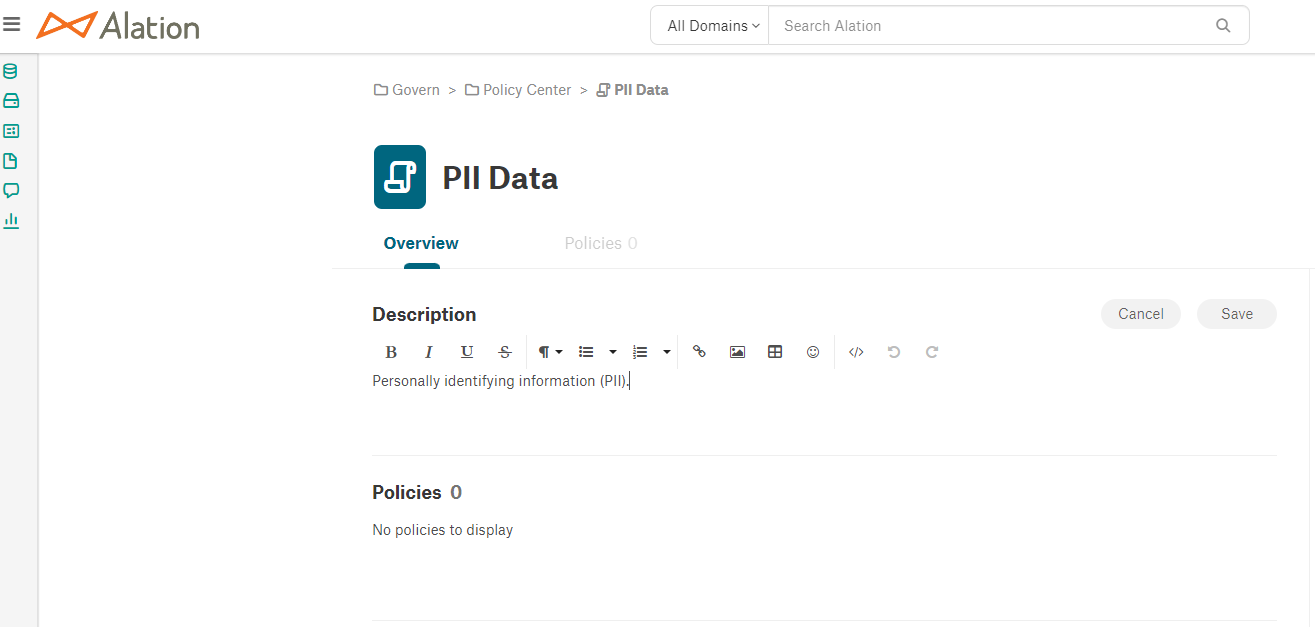 Alation
All Domains
Search Alation
Govern > Policy Center > PII Data
PII Data
Overview
Policies 0
Description
Cancel
Save
B I U S
Personally identifying information (PII).
Policies 0
No policies to display